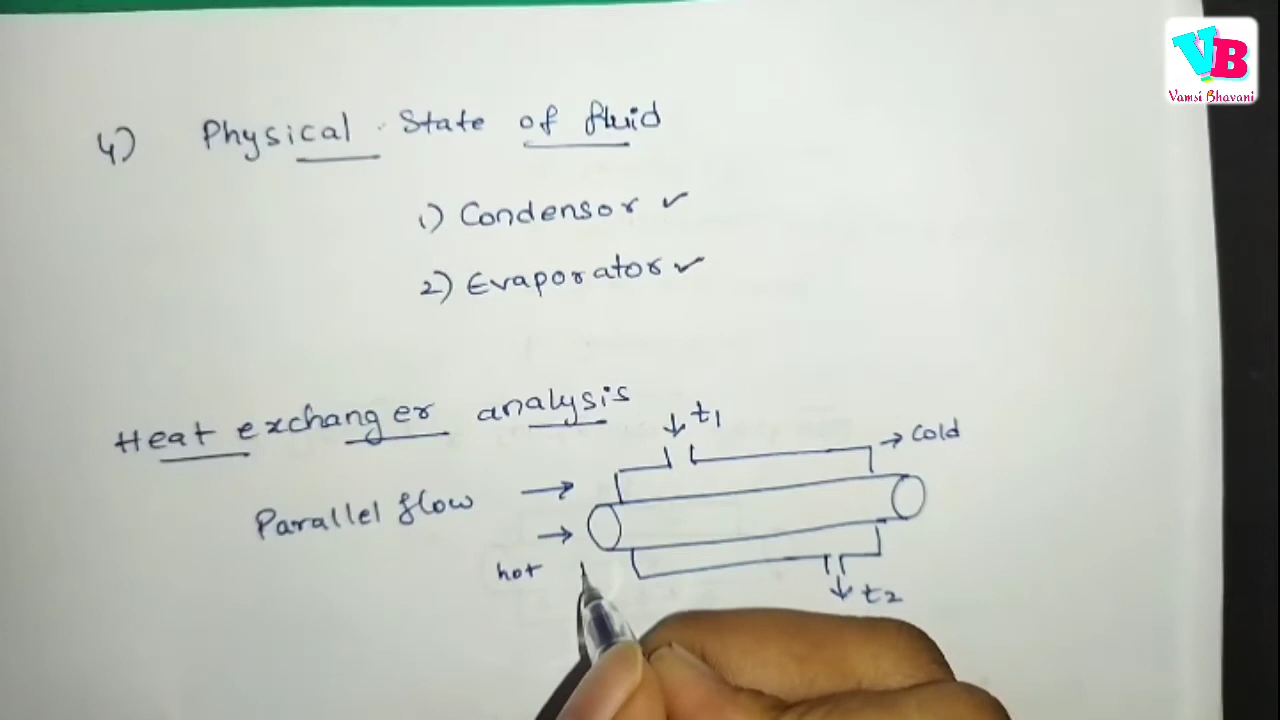 VB
Vamsi Bhavani
4) Physical State of fluid
1) Condensor ✓
2) Evaporator ✓
Heat exchanger analysis
t1
cold
Parallel flow
hot
t2